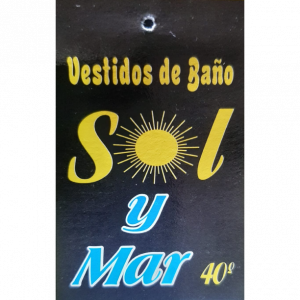 Vestidos de Baño
Sol
y
Mar 40º